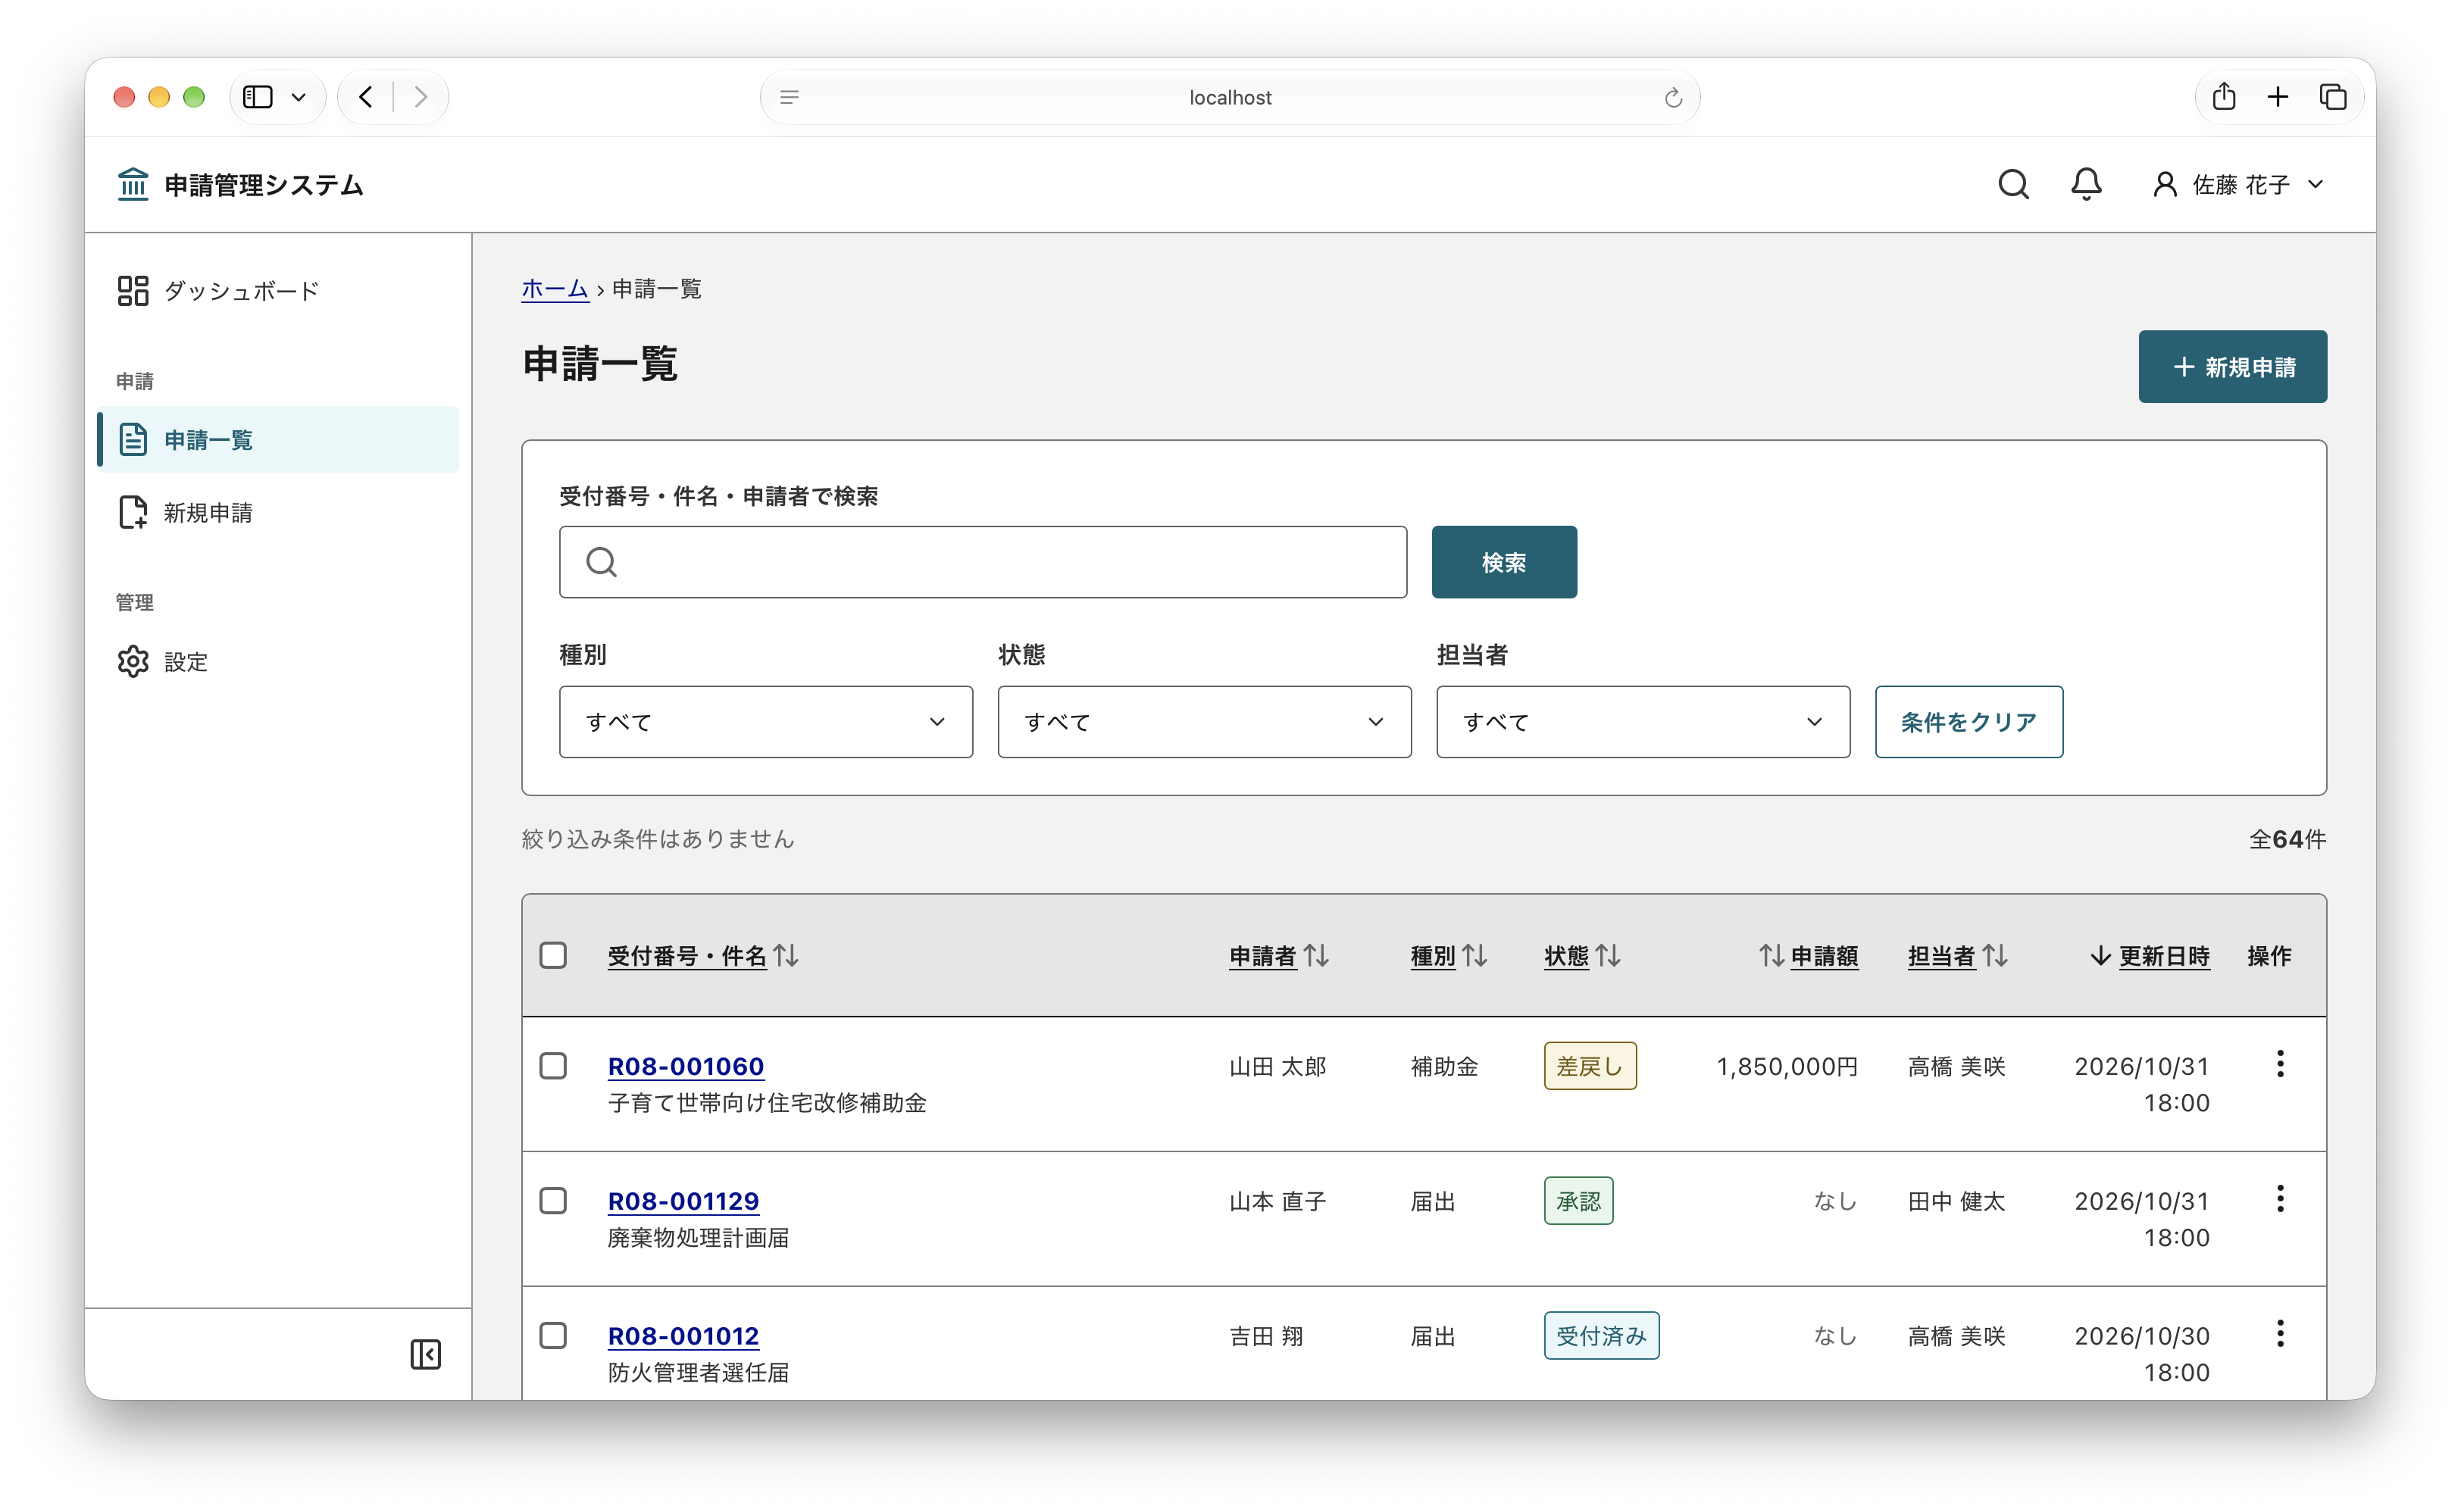 localhost
申請管理システム
佐藤 花子
ダッシュボード
申請
申請一覧
新規申請
管理
設定
ホーム › 申請一覧
申請一覧
新規申請
受付番号・件名・申請者で検索
検索
種別 状態 担当者
すべて すべて すべて 条件をクリア
絞り込み条件はありません 全64件
受付番号・件名 申請者 種別 状態 申請額 担当者 更新日時 操作
R08-001060 山田 太郎 補助金 差戻し 1,850,000円 高橋 美咲 2026/10/31
子育て世帯向け住宅改修補助金 18:00
R08-001129 山本 直子 届出 承認 なし 田中 健太 2026/10/31
廃棄物処理計画届 18:00
R08-001012 吉田 翔 届出 受付済み なし 高橋 美咲 2026/10/30
防火管理者選任届 18:00